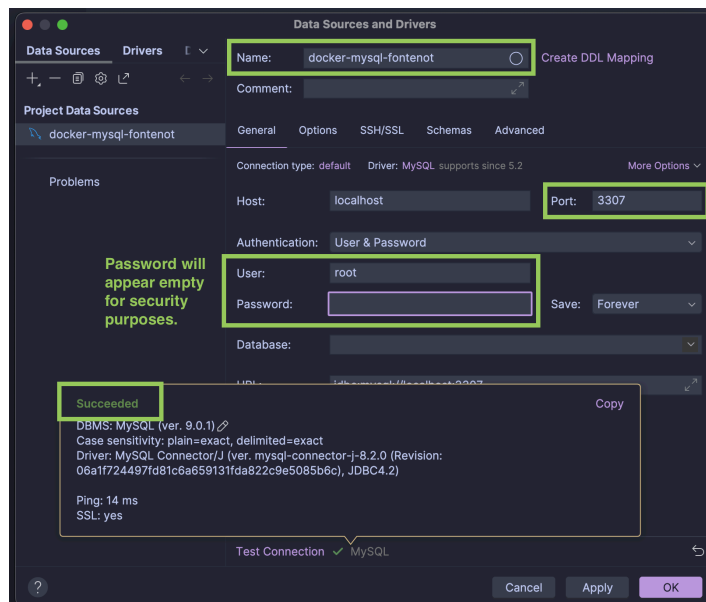 Data Sources and Drivers
Data Sources Drivers
Name: docker-mysql-fontenot Create DDL Mapping
Comment:
Project Data Sources
docker-mysql-fontenot
General Options SSH/SSL Schemas Advanced
Connection type: default Driver: MySQL supports since 5.2 More Options
Problems
Host: localhost Port: 3307
Authentication: User & Password
Password will
appear empty
for security
purposes.
User: root
Password: Save: Forever
Database:
URL: jdbc:mysql://localhost:3307
Succeeded Copy
DBMS: MySQL (ver. 9.0.1)
Case sensitivity: plain=exact, delimited=exact
Driver: MySQL Connector/J (ver. mysql-connector-j-8.2.0 (Revision:
06a1f724497fd81c6a659131fda822c9e5085b6c), JDBC4.2)
Ping: 14 ms
SSL: yes
Test Connection MySQL
? Cancel Apply OK